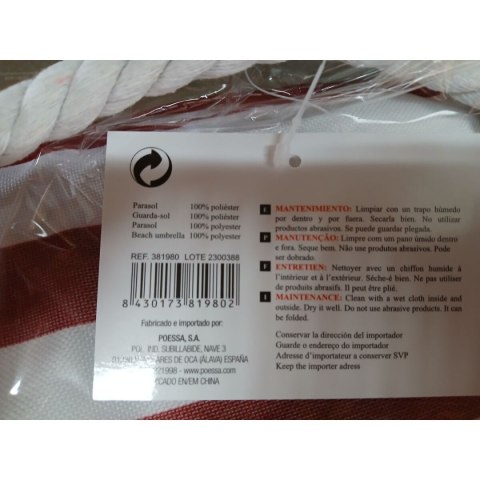 Parasol 100% poliéster
Guarda-sol 100% poliéster
Parasol 100% polyester
Beach umbrella 100% polyester
REF. 381980 LOTE 2300388
8 430173 819802
Fabricado e importado por:
POESSA, S.A.
POL. IND. SUBILLABIDE, NAVE 3
DE OCA (ÁLAVA) ESPAÑA
www.poessa.com
EN/EM CHINA
E MANTENIMIENTO: Limpiar con un trapo húmedo
por dentro y por fuera. Secarla bien. No utilizar
productos abrasivos. Se puede guardar plegada.
P MANUTENÇÃO: Limpre com um pano úmido dentro
e fora. Seque bem. Não use produtos abrasivos. Pode
ser dobrado.
F ENTRETIEN: Nettoyer avec un chiffon humide à
l'intérieur et à l'extérieur. Séche-ê bien. Ne pas utiliser
de produits abrasifs. Il peut être plié.
I MAINTENANCE: Clean with a wet cloth inside and
outside. Dry it well. Do not use abrasive products. It can
be folded.
Conservar la dirección del importador
Guarde o endereço do importador
Adresse d'importateur a conserver SVP
Keep the importer adress